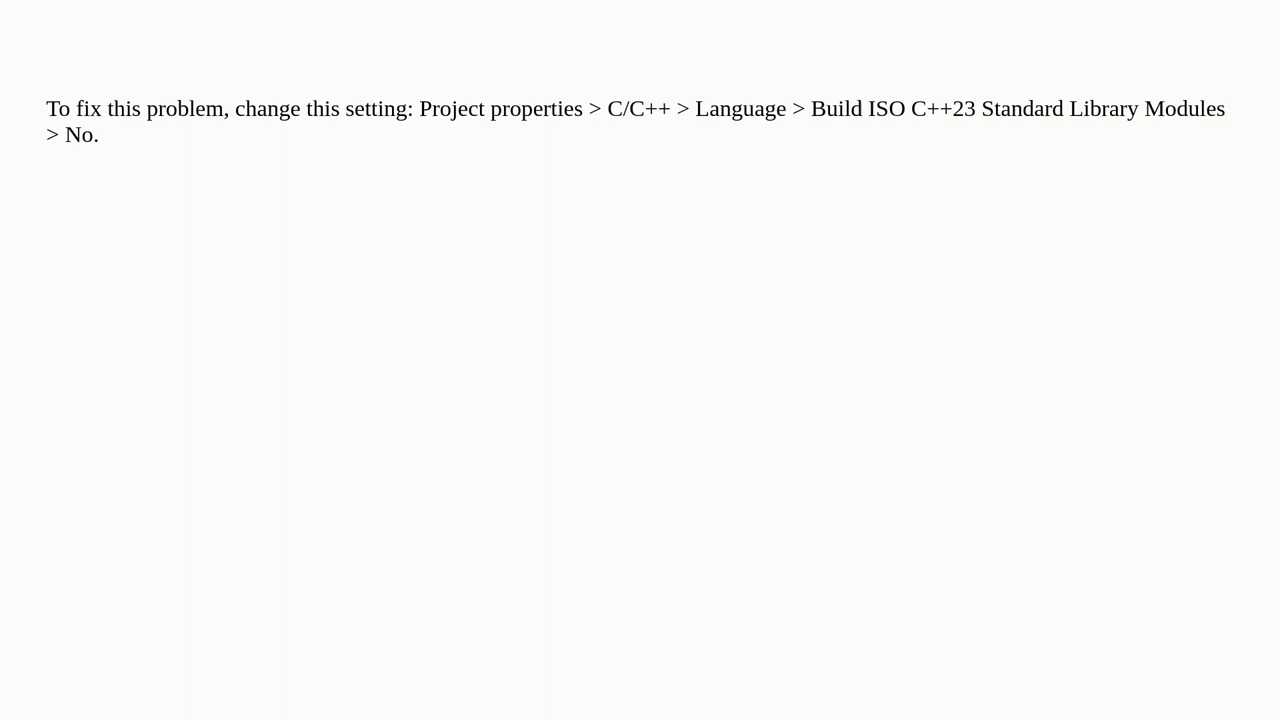 To fix this problem, change this setting: Project properties > C/C++ > Language > Build ISO C++23 Standard Library Modules
> No.